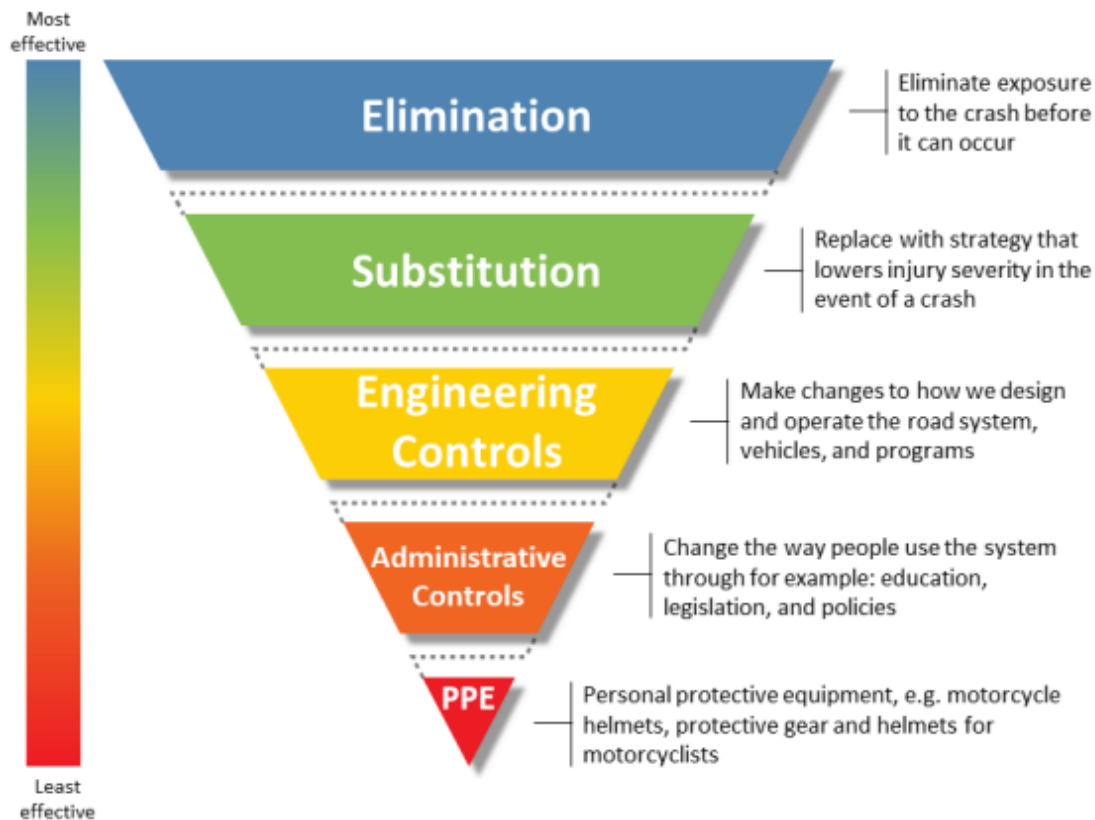 Most
effective
Elimination
Eliminate exposure
to the crash before
it can occur
Substitution
Replace with strategy that
lowers injury severity in the
event of a crash
Engineering
Controls
Make changes to how we design
and operate the road system,
vehicles, and programs
Administrative
Controls
Change the way people use the system
through for example: education,
legislation, and policies
PPE
Personal protective equipment, e.g. motorcycle
helmets, protective gear and helmets for
motorcyclists
Least
effective